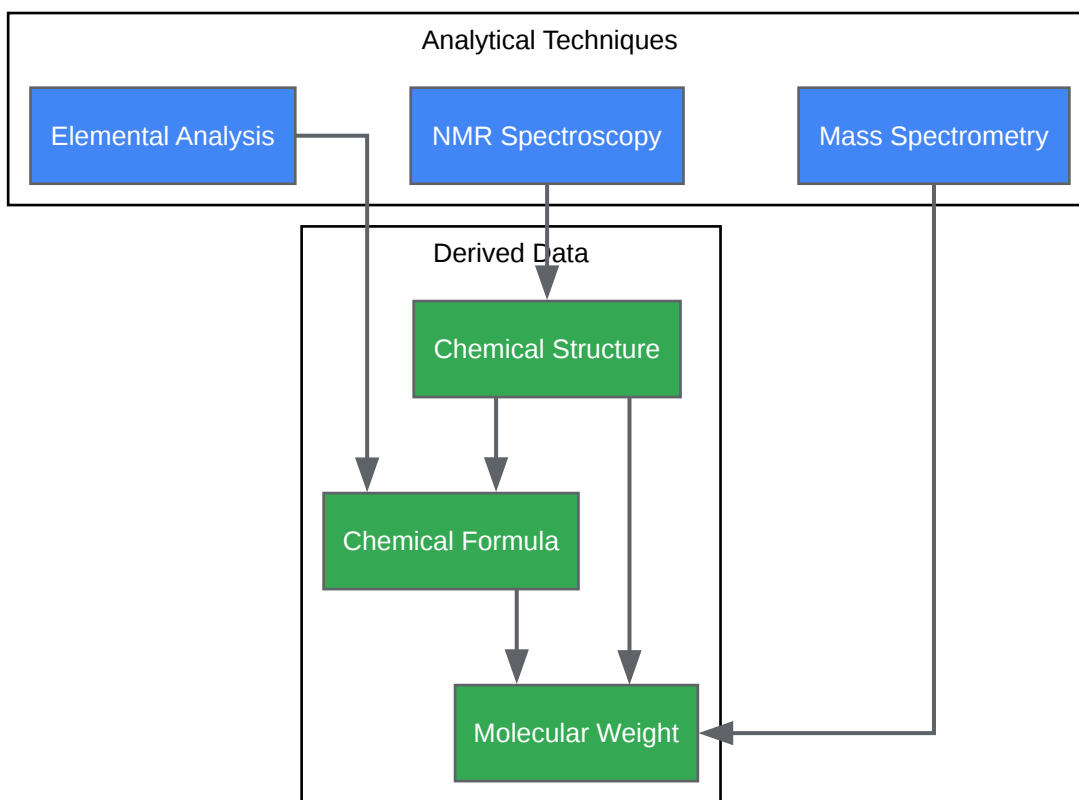 Analytical Techniques
Elemental Analysis
NMR Spectroscopy
Mass Spectrometry
Derived Data
Chemical Structure
Chemical Formula
Molecular Weight